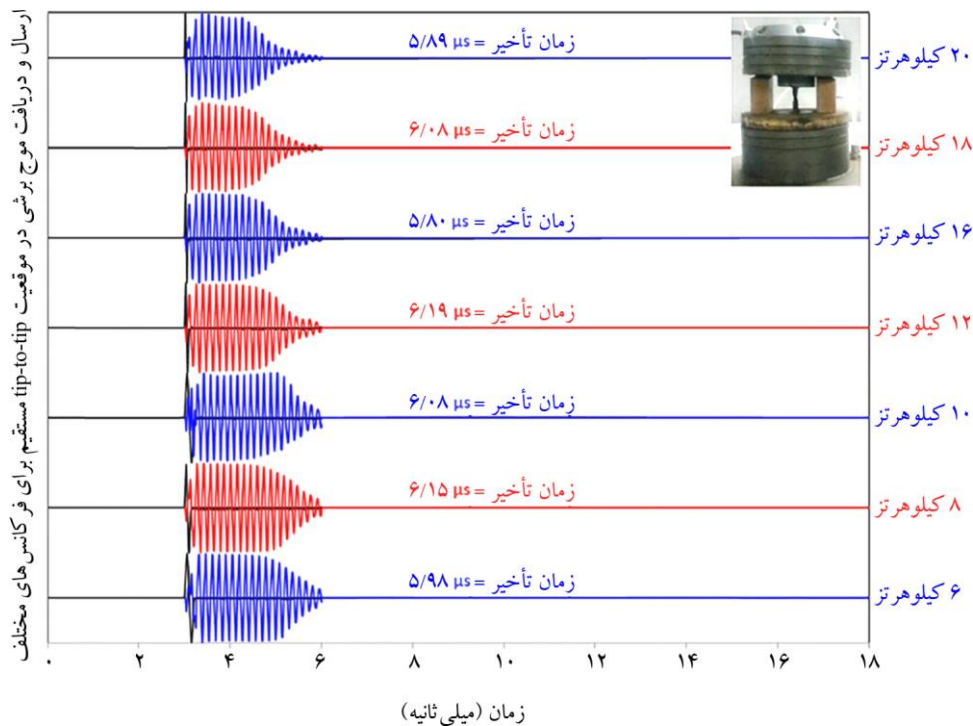 ارسال و دریافت موج برشی در موقعیت tip-to-tip مستقیم برای فرکانس‌های مختلف
زمان تأخیر = ۵/۸۹ μs
۲۰ کیلوهرتز
زمان تأخیر = ۶/۰۸ μs
۱۸ کیلوهرتز
زمان تأخیر = ۵/۸۰ μs
۱۶ کیلوهرتز
زمان تأخیر = ۶/۱۹ μs
۱۲ کیلوهرتز
زمان تأخیر = ۶/۰۸ μs
۱۰ کیلوهرتز
زمان تأخیر = ۶/۱۵ μs
۸ کیلوهرتز
زمان تأخیر = ۵/۹۸ μs
۶ کیلوهرتز
۰ ۲ ۴ ۶ ۸ ۱۰ ۱۲ ۱۴ ۱۶ ۱۸
زمان (میلی‌ثانیه)